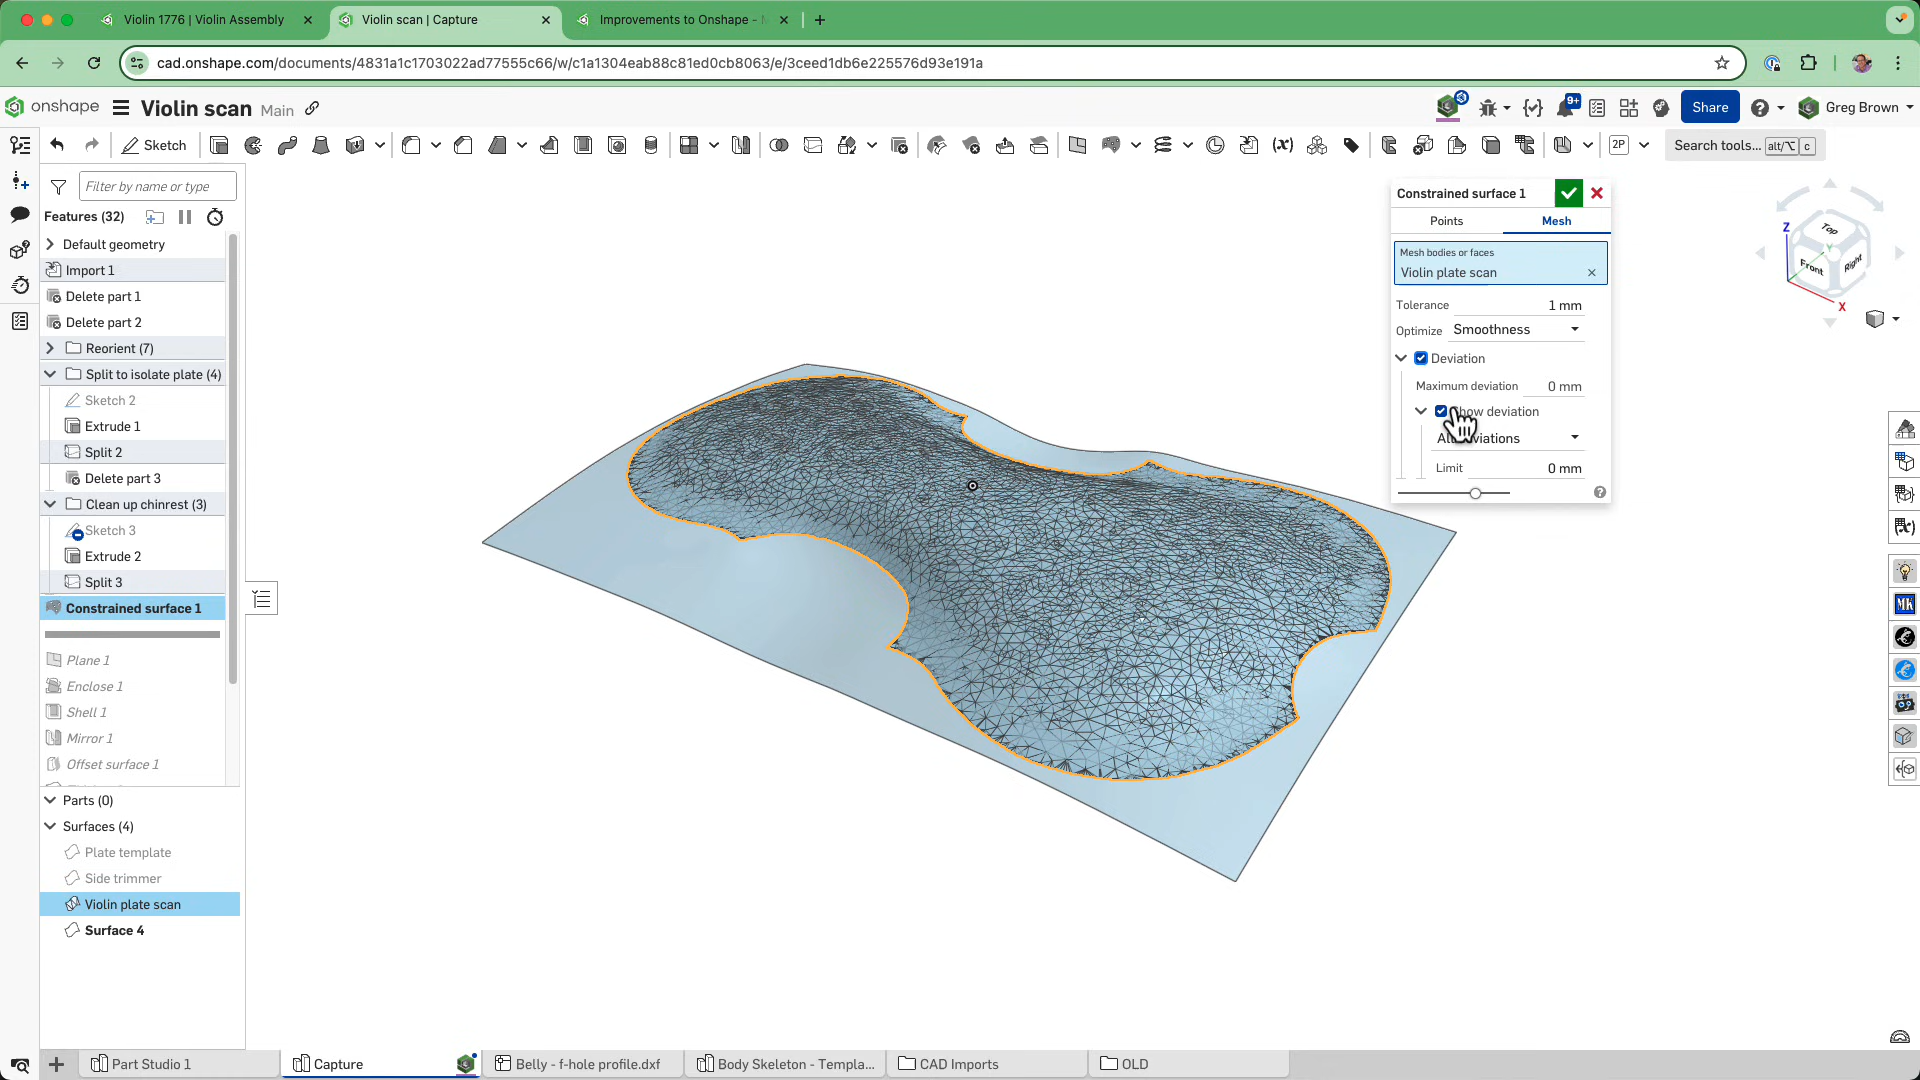 Violin 1776 | Violin Assembly
Violin scan | Capture
Improvements to Onshape -
cad.onshape.com/documents/4831a1c1703022ad77555c66/w/c1a1304eab88c81ed0cb8063/e/3ceed1db6e225576d93e191a
onshape
Violin scan Main
9+
Share
Greg Brown
Sketch
(x)
2P
Search tools... alt/⌥ c
Filter by name or type
Features (32)
Default geometry
Import 1
Delete part 1
Delete part 2
Reorient (7)
Split to isolate plate (4)
Sketch 2
Extrude 1
Split 2
Delete part 3
Clean up chinrest (3)
Sketch 3
Extrude 2
Split 3
Constrained surface 1
Plane 1
Enclose 1
Shell 1
Mirror 1
Offset surface 1
Parts (0)
Surfaces (4)
Plate template
Side trimmer
Violin plate scan
Surface 4
Constrained surface 1
Points Mesh
Mesh bodies or faces
Violin plate scan
Tolerance 1 mm
Optimize Smoothness
Deviation
Maximum deviation 0 mm
deviation
Limit 0 mm
Z
Top
Y
Front
Right
X
(x)
MK
Part Studio 1
Capture
Belly - f-hole profile.dxf
Body Skeleton - Templa...
CAD Imports
OLD